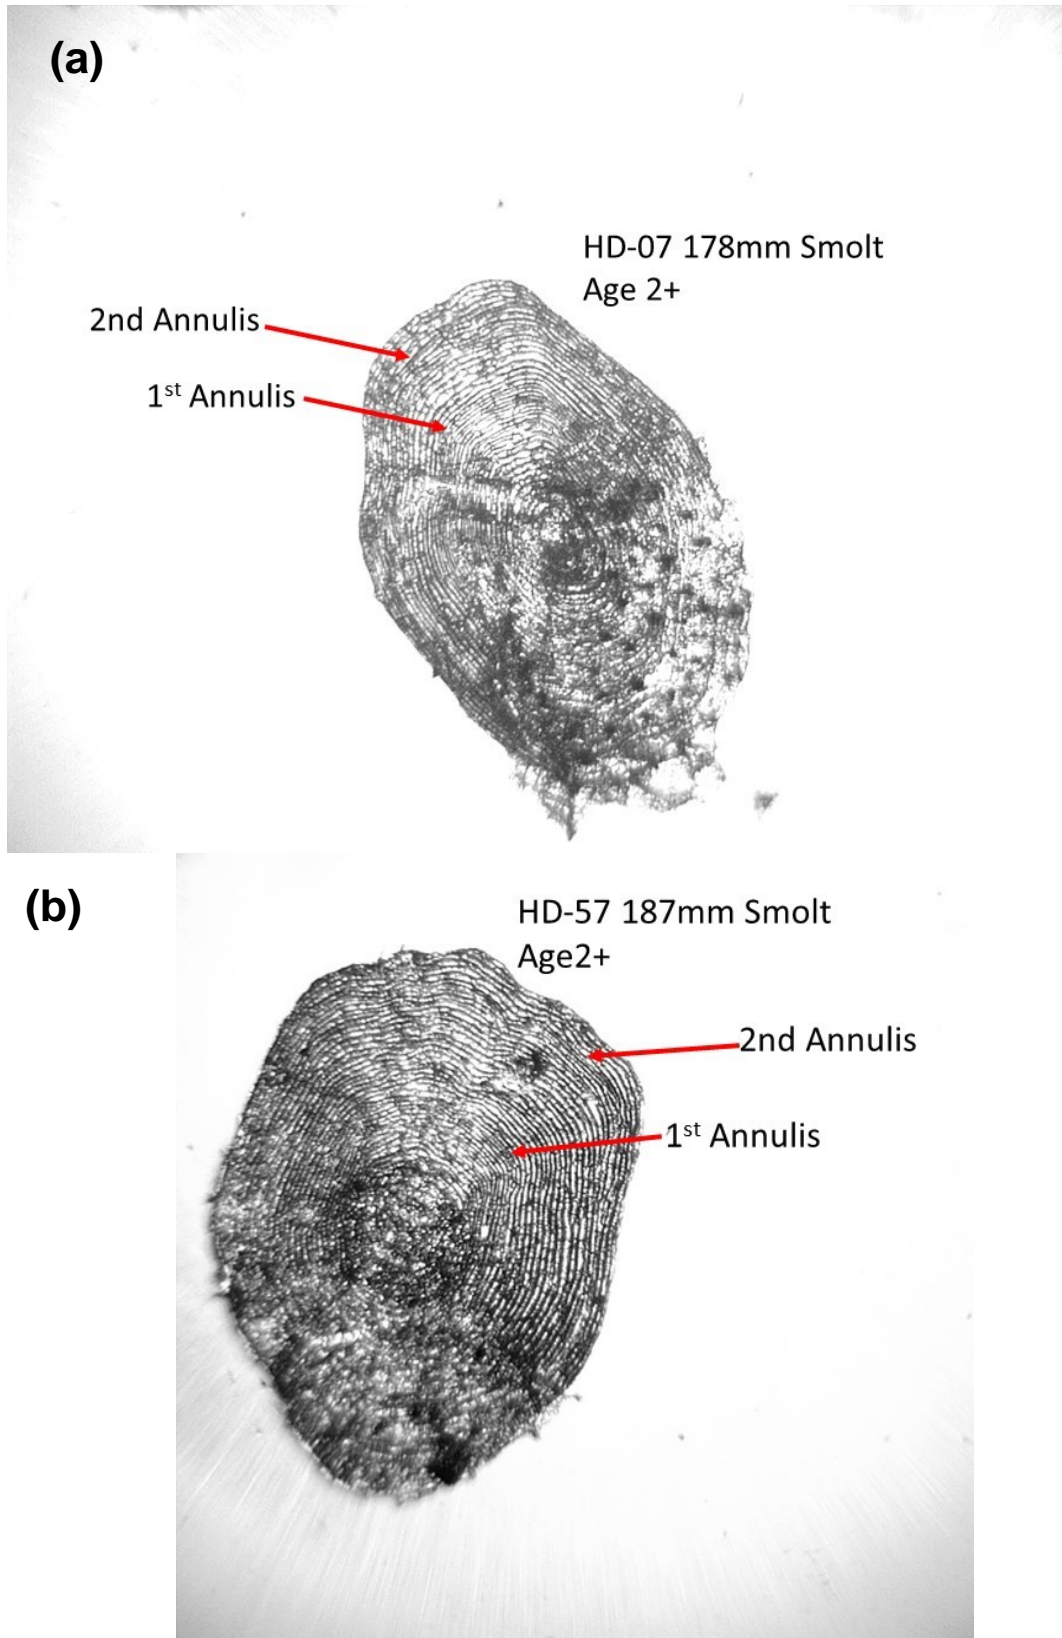 (a)
HD-07 178mm Smolt
Age 2+
2nd Annulis
1st Annulis
(b)
HD-57 187mm Smolt
Age2+
2nd Annulis
1st Annulis